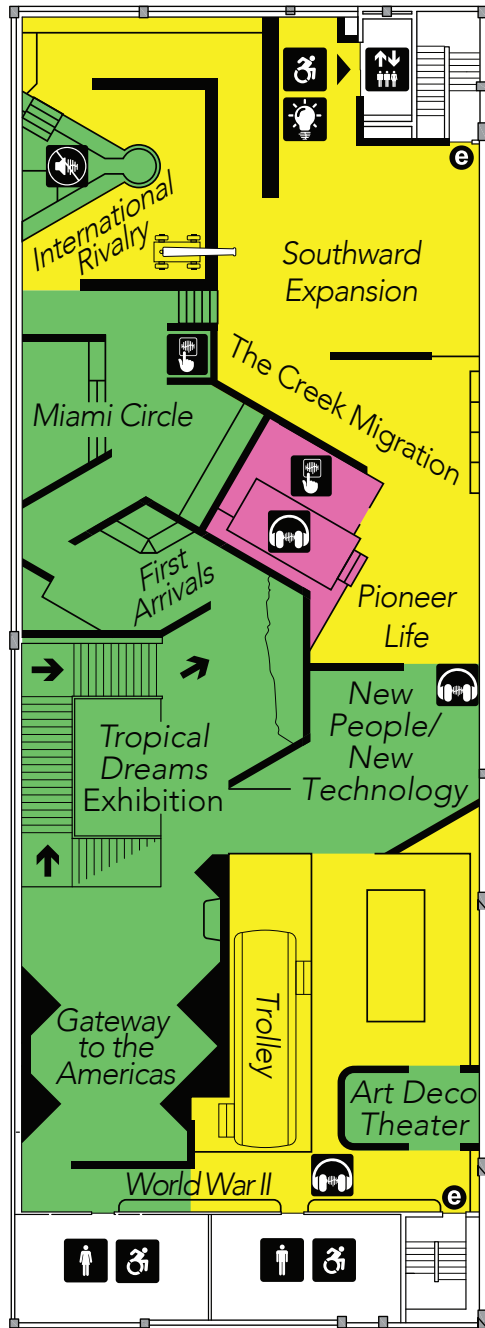 International
Rivalry
e
Southward
Expansion
The Creek Migration
Miami Circle
First
Arrivals
Pioneer
Life
New
People/
New
Technology
Tropical
Dreams
Exhibition
Gateway
to the
Americas
Trolley
Art Deco
Theater
World War II
e